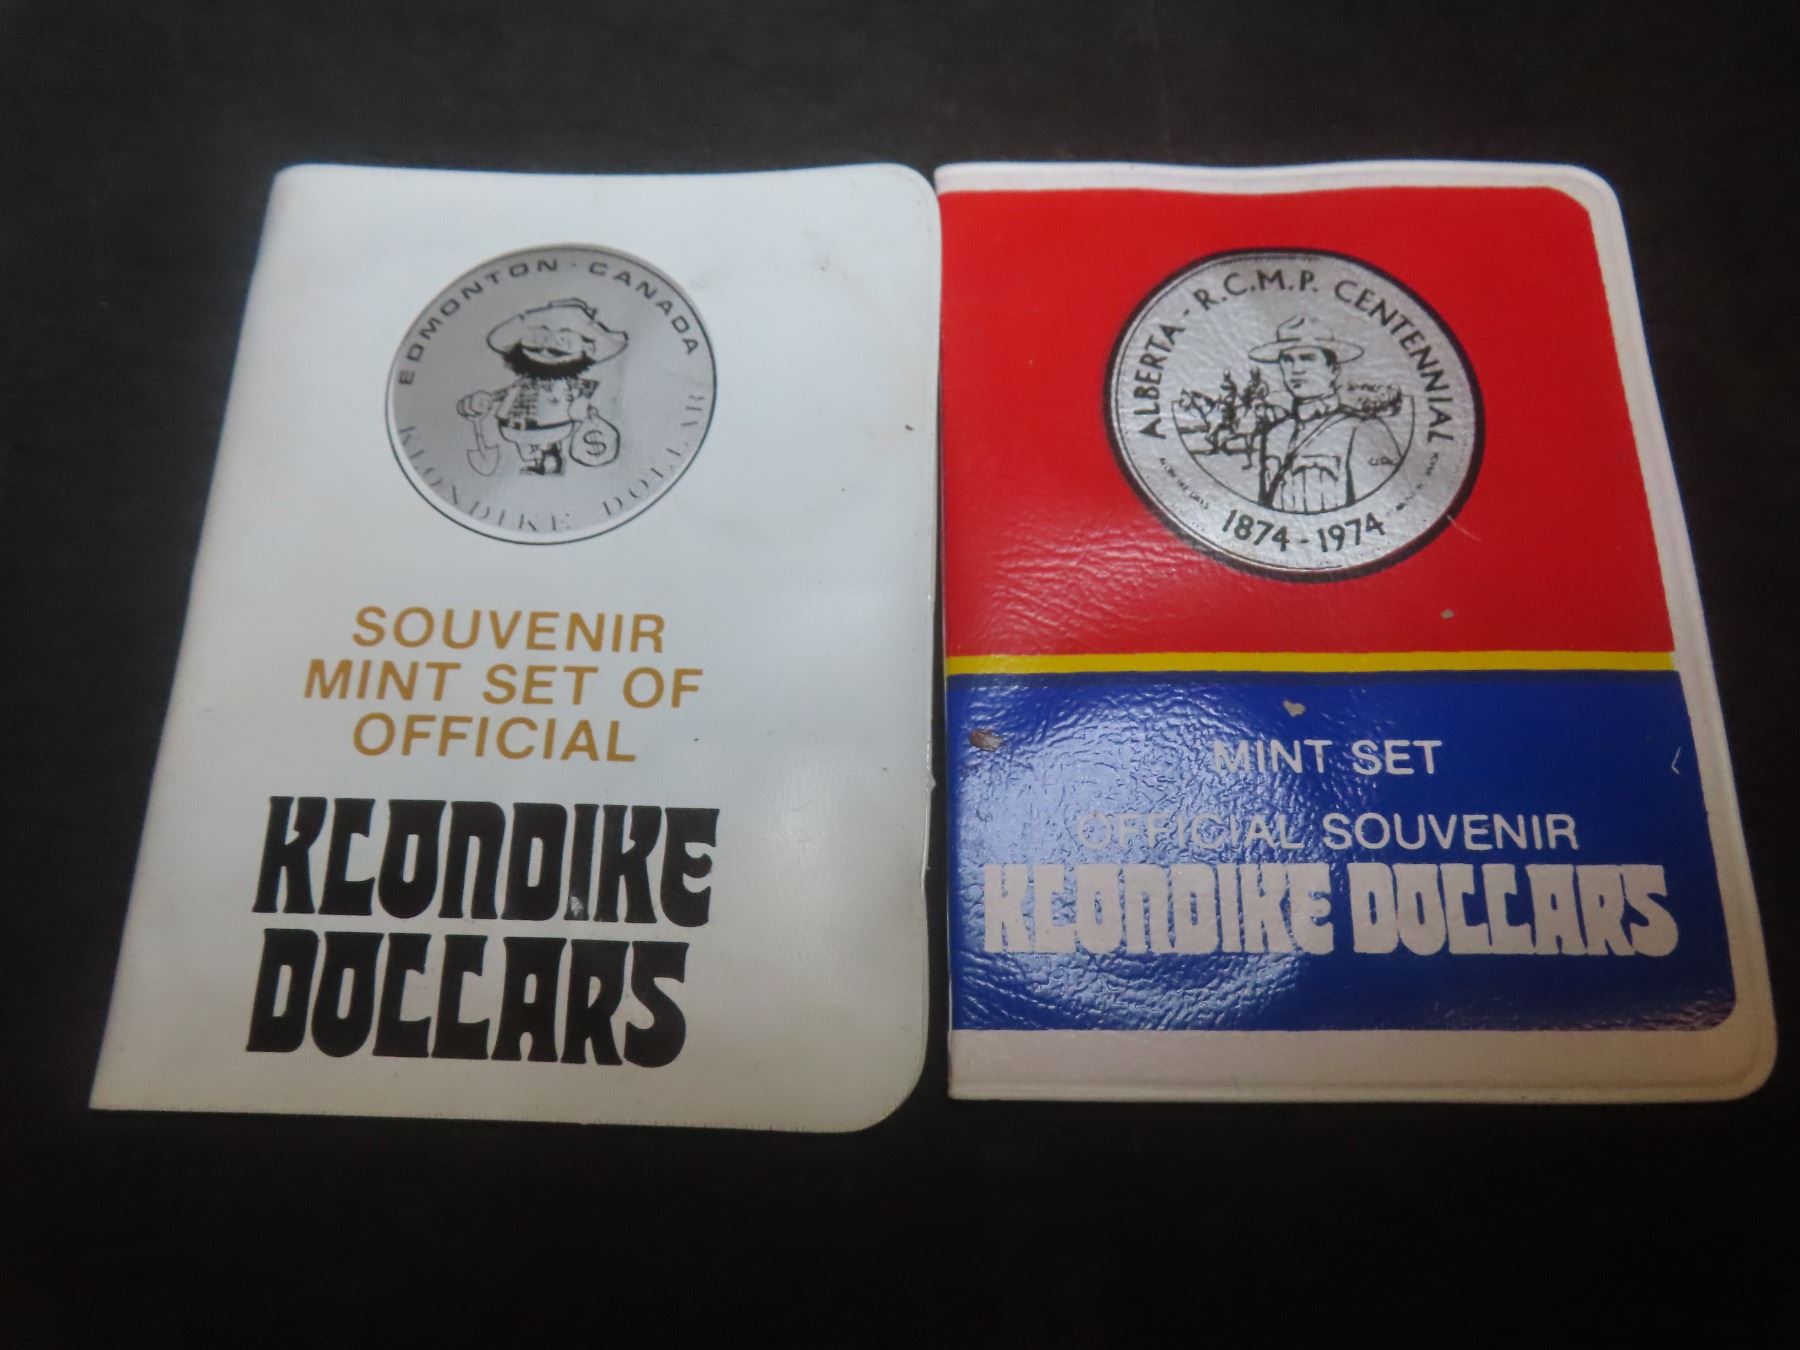 EDMONTON · CANADA
KLONDIKE DOLLAR
$
SOUVENIR
MINT SET OF
OFFICIAL
KLONDIKE
DOLLARS
ALBERTA - R.C.M.P. CENTENNIAL
1874 - 1974
MINT SET
OFFICIAL SOUVENIR
KLONDIKE DOLLARS